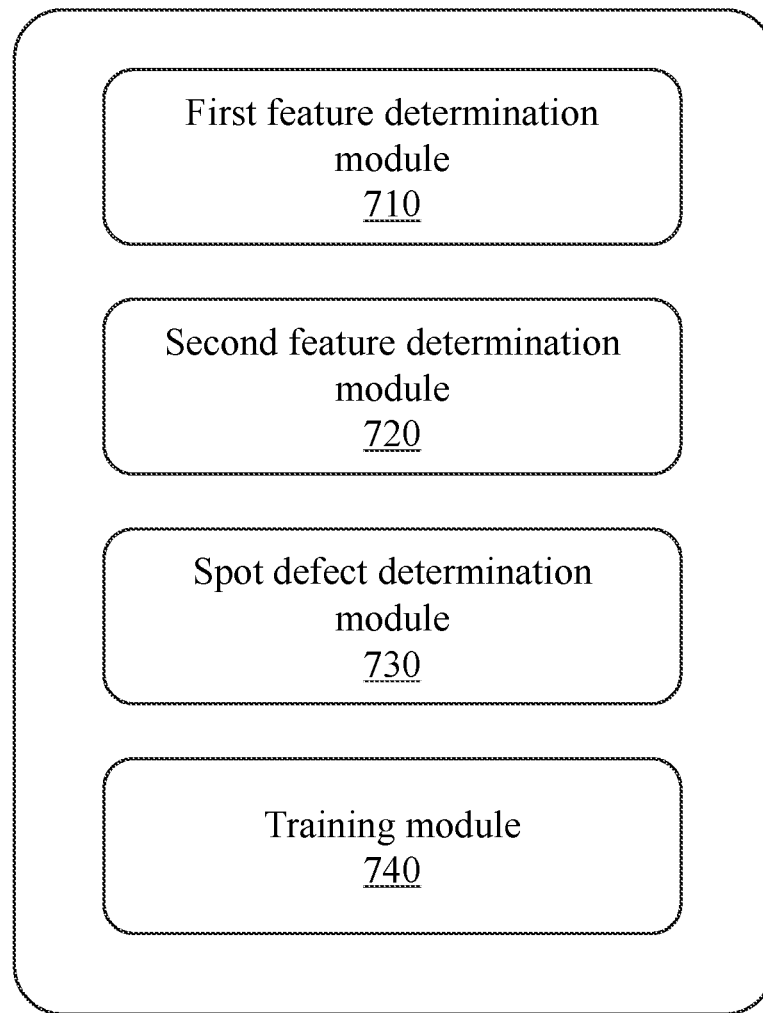 First feature determination
module
710
Second feature determination
module
720
Spot defect determination
module
730
Training module
740